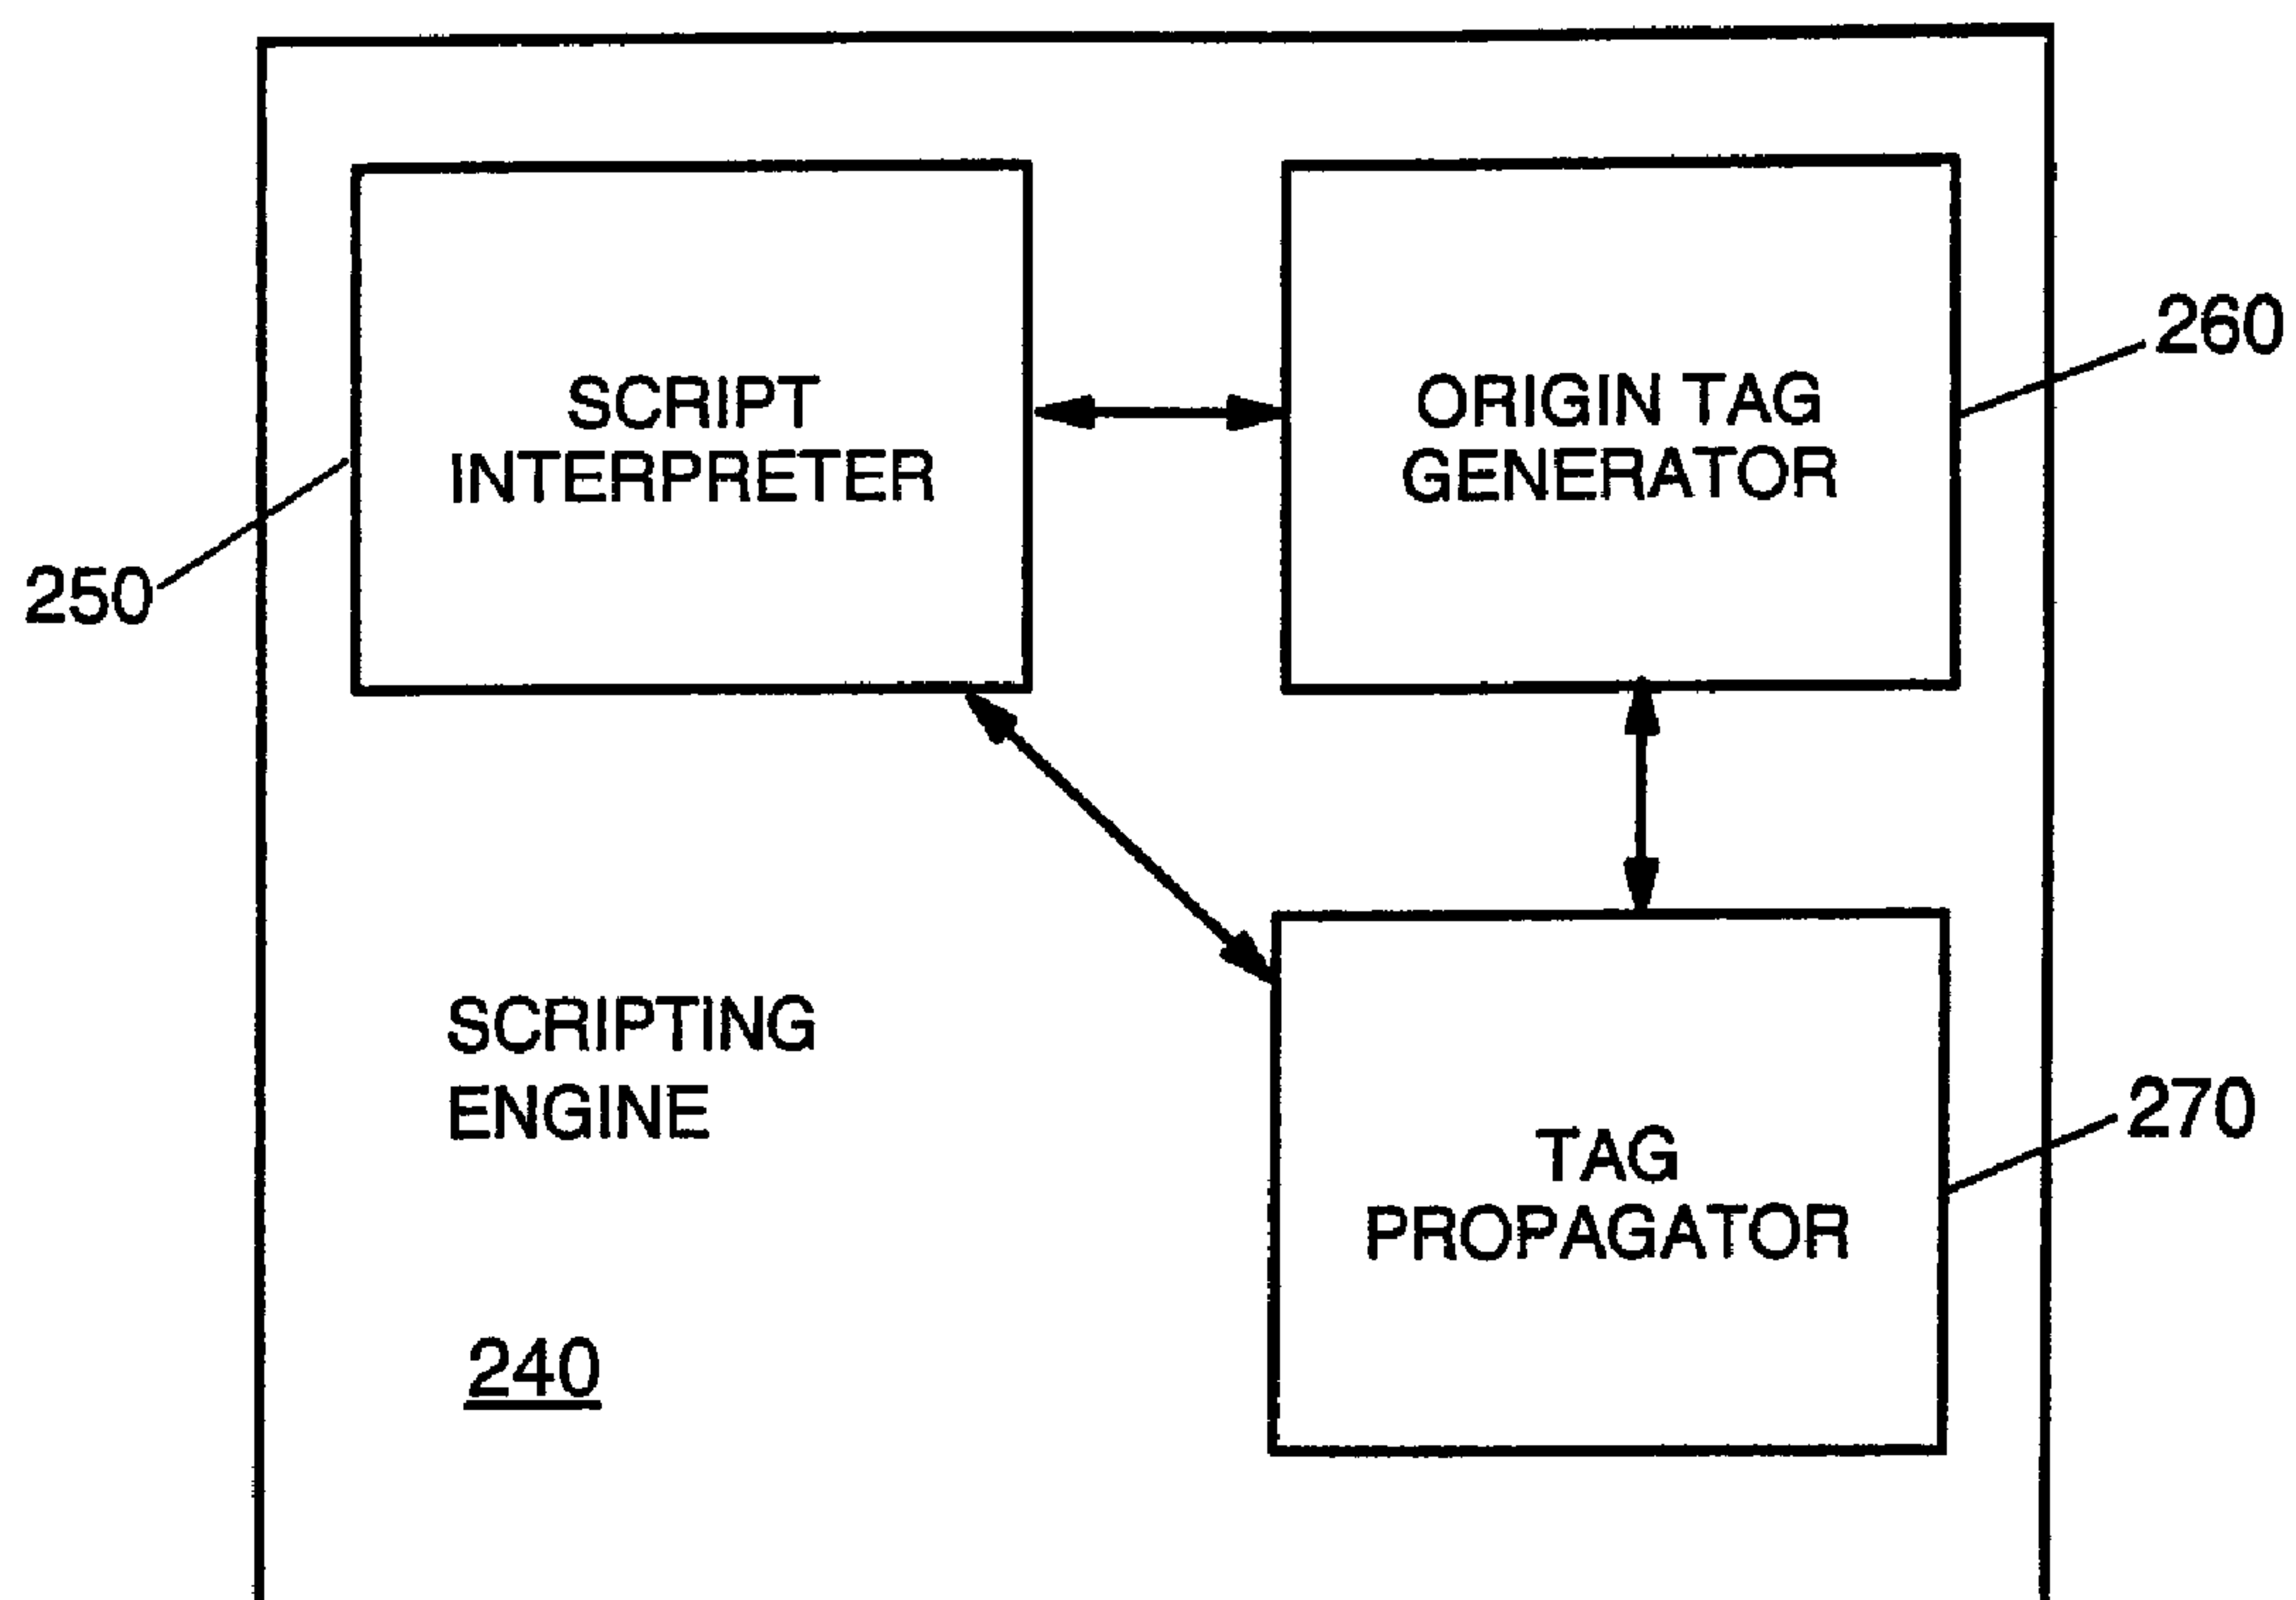 SCRIPT
INTERPRETER
ORIGIN TAG
GENERATOR
260
250
SCRIPTING
ENGINE
240
TAG
PROPAGATOR
270